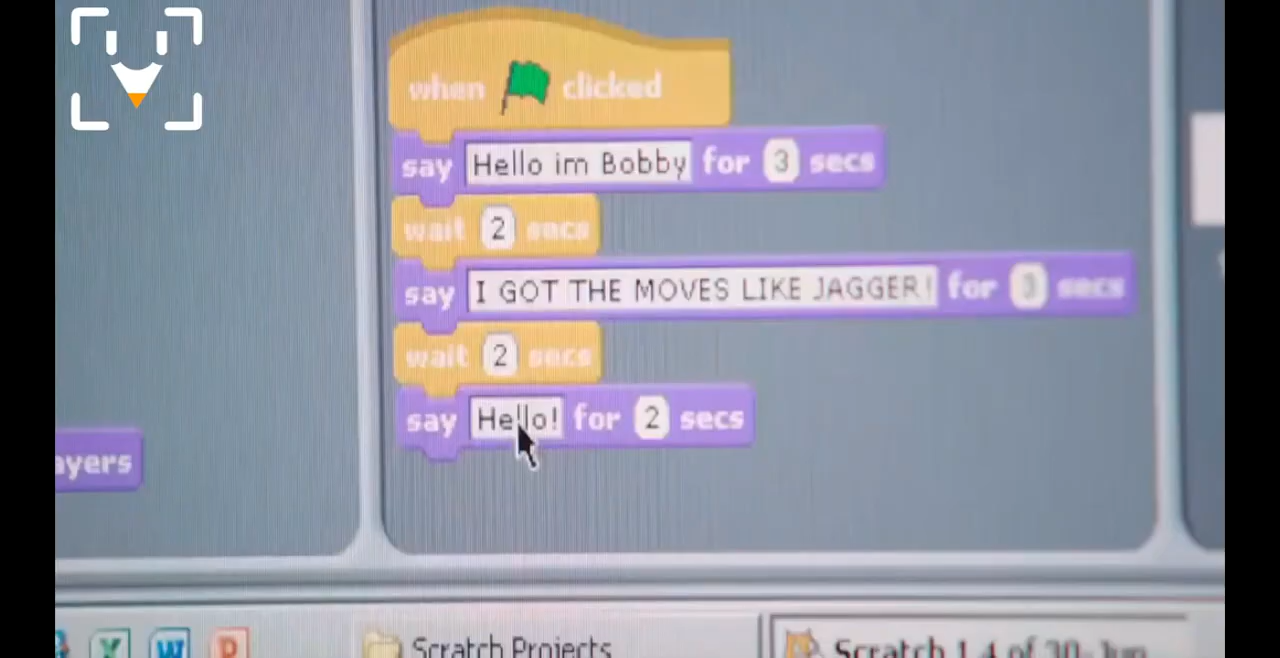 when clicked
say Hello im Bobby for 3 secs
wait 2 secs
say I GOT THE MOVES LIKE JAGGER! for 3 secs
wait 2 secs
say Hello! for 2 secs
ayers
Scratch Projects
Scratch 1.4 of 30-Jun